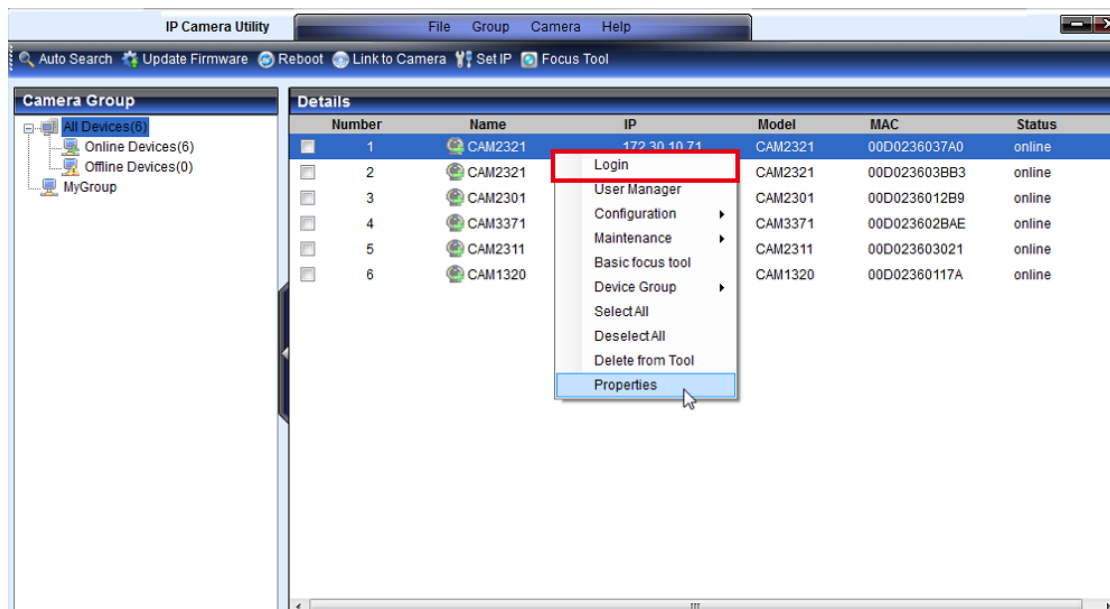 IP Camera Utility File Group Camera Help
Auto Search Update Firmware Reboot Link to Camera Set IP Focus Tool
Camera Group
All Devices(6)
Online Devices(6)
Offline Devices(0)
MyGroup
Details
Number Name IP Model MAC Status
1 CAM2321 172.30.10.71 CAM2321 00D0236037A0 online
2 CAM2321 CAM2321 00D023603BB3 online
3 CAM2301 CAM2301 00D0236012B9 online
4 CAM3371 CAM3371 00D023602BAE online
5 CAM2311 CAM2311 00D023603021 online
6 CAM1320 CAM1320 00D02360117A online
Login
User Manager
Configuration
Maintenance
Basic focus tool
Device Group
Select All
Deselect All
Delete from Tool
Properties